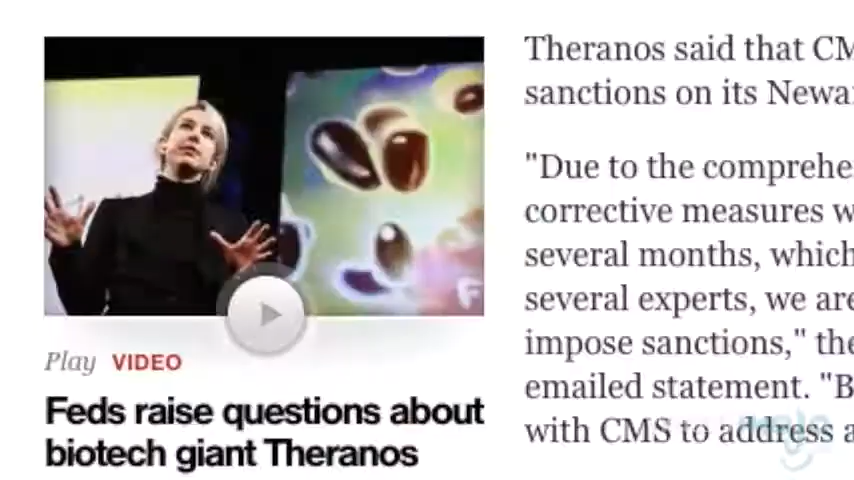 Play VIDEO
Feds raise questions about
biotech giant Theranos
Theranos said that CM
sanctions on its Newa
"Due to the comprehe
corrective measures w
several months, which
several experts, we are
impose sanctions," the
emailed statement. "B
with CMS to address a
F